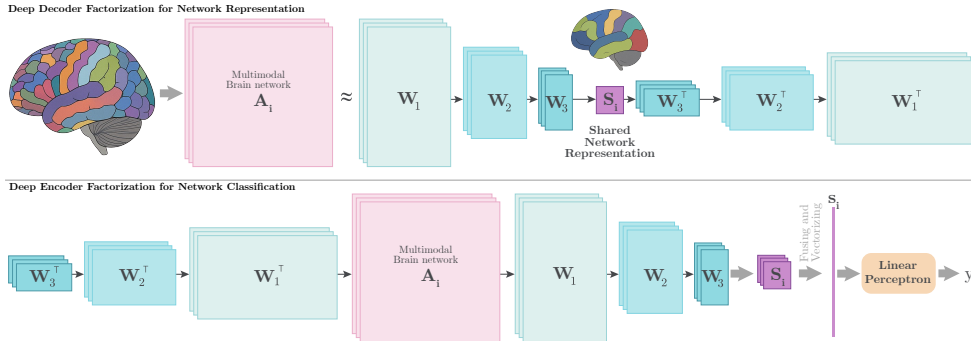 Deep Decoder Factorization for Network Representation
Multimodal
Brain network
A_i
≈
W_1
W_2
W_3
S_i
W_3^⊤
W_2^⊤
W_1^⊤
Shared
Network
Representation
Deep Encoder Factorization for Network Classification
W_3^⊤
W_2^⊤
W_1^⊤
Multimodal
Brain network
A_i
W_1
W_2
W_3
S_i
Fusing and
Vectorizing
s_i
Linear
Perceptron
y